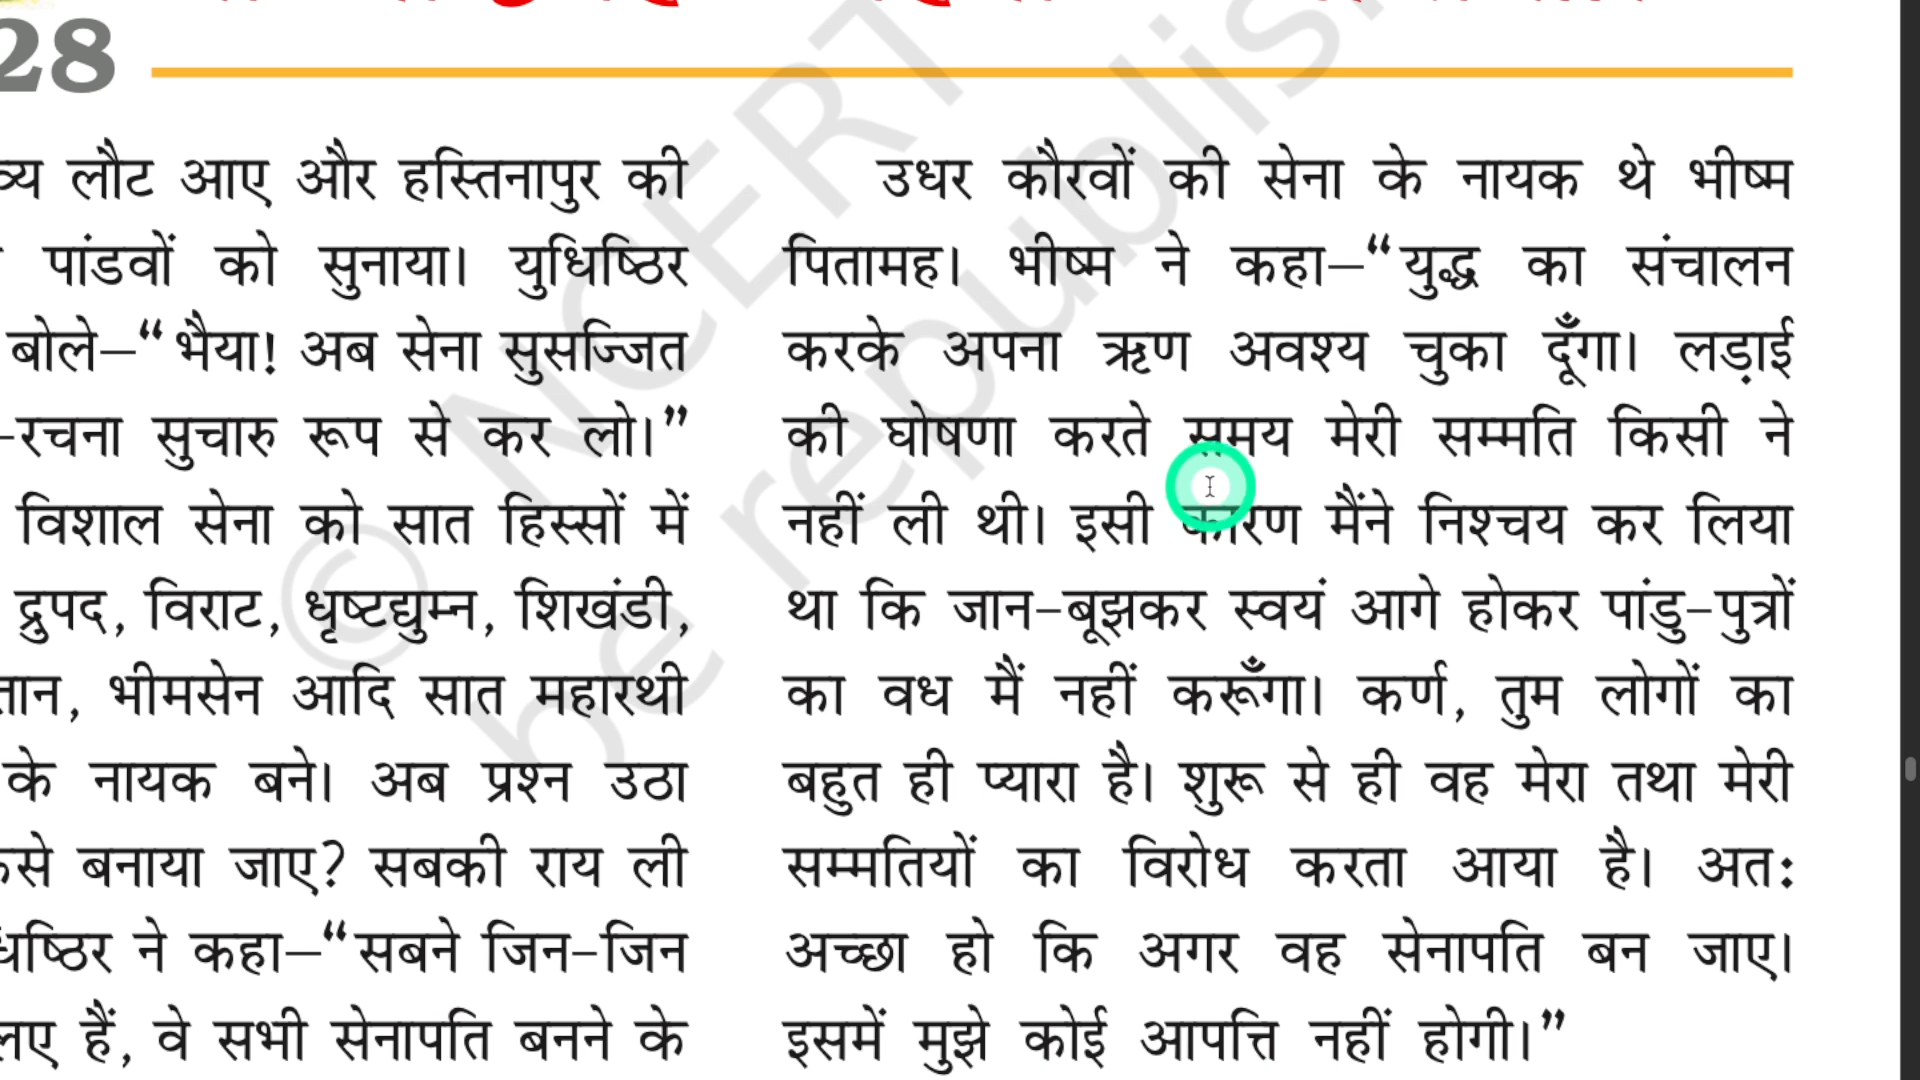 28
लौट आए और हस्तिनापुर की
पांडवों को सुनाया। युधिष्ठिर
बोले–“भैया! अब सेना सुसज्जित
-रचना सुचारु रूप से कर लो।”
विशाल सेना को सात हिस्सों में
द्रुपद, विराट, धृष्टद्युम्न, शिखंडी,
भीमसेन आदि सात महारथी
के नायक बने। अब प्रश्न उठा
बनाया जाए? सबकी राय ली
ने कहा–“सबने जिन-जिन
हैं, वे सभी सेनापति बनने के
उधर कौरवों की सेना के नायक थे भीष्म
पितामह। भीष्म ने कहा–“युद्ध का संचालन
करके अपना ऋण अवश्य चुका दूँगा। लड़ाई
की घोषणा करते समय मेरी सम्मति किसी ने
नहीं ली थी। इसी कारण मैंने निश्चय कर लिया
था कि जान-बूझकर स्वयं आगे होकर पांडु-पुत्रों
का वध मैं नहीं करूँगा। कर्ण, तुम लोगों का
बहुत ही प्यारा है। शुरू से ही वह मेरा तथा मेरी
सम्मतियों का विरोध करता आया है। अतः
अच्छा हो कि अगर वह सेनापति बन जाए।
इसमें मुझे कोई आपत्ति नहीं होगी।”
© NCERT
be republis